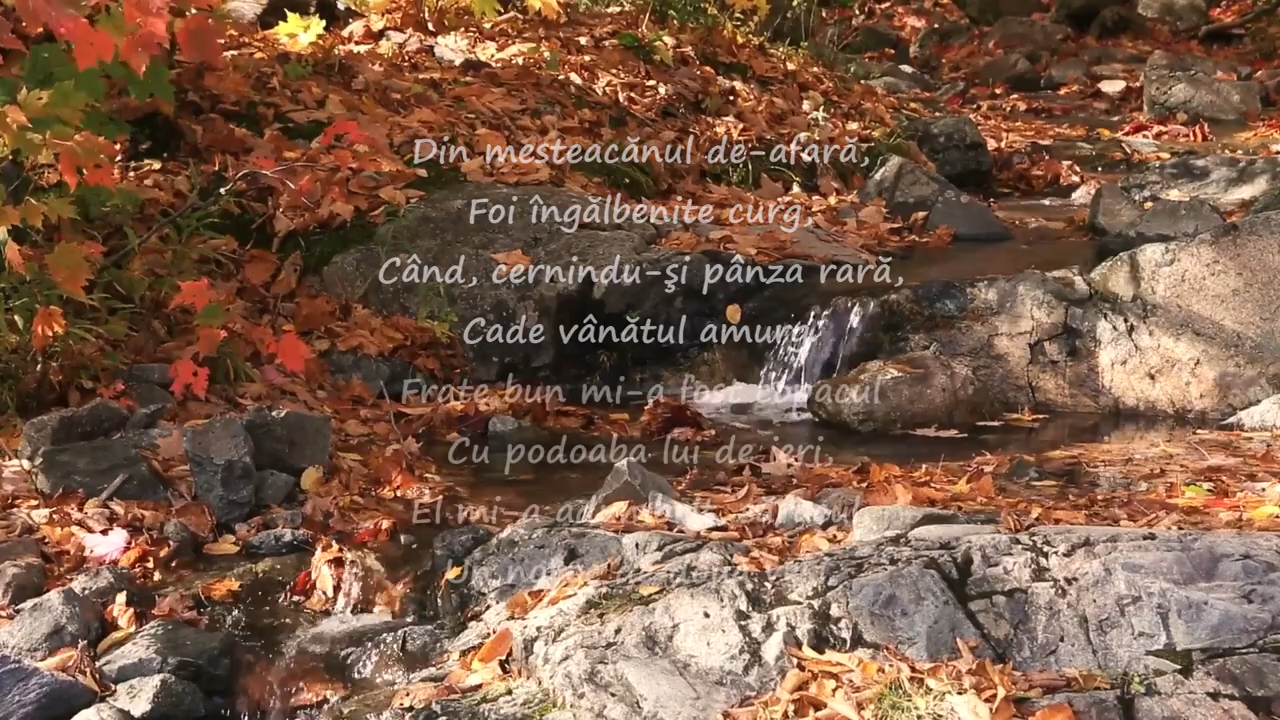 Din mesteacănul de-afară,
Foi îngălbenite curg,
Când, cernindu-şi pânza rară,
Cade vânătul amurg.
Frate bun mi-a fost copacul
Cu podoaba lui de ieri,
El mi-a